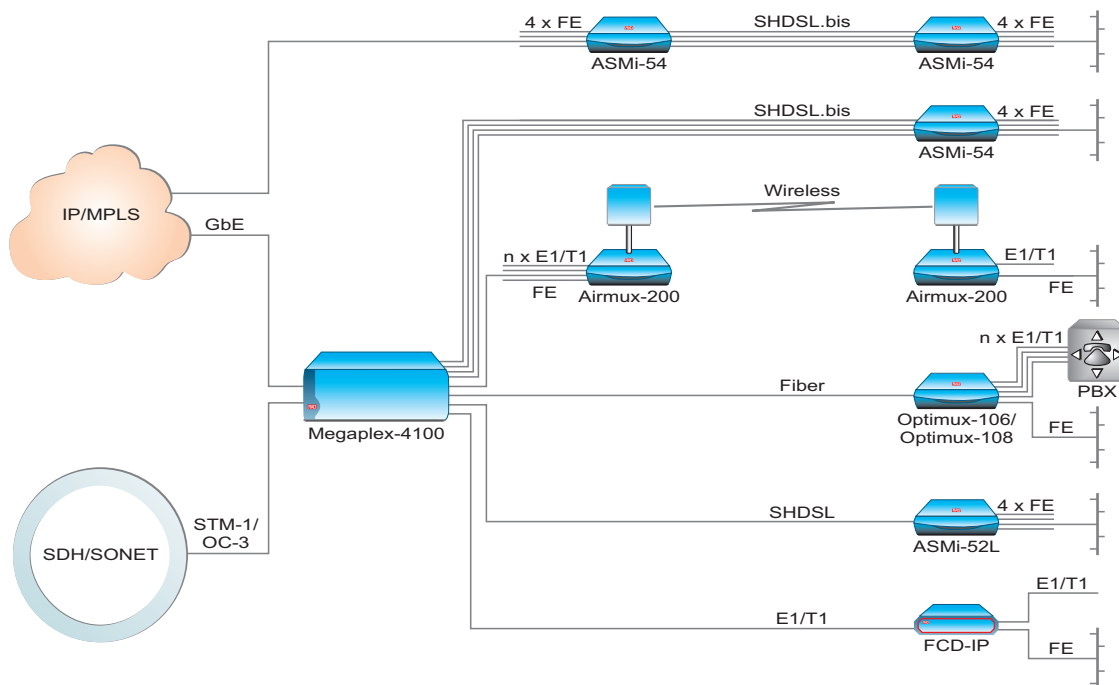 4 x FE
SHDSL.bis
4 x FE
ASMi-54
ASMi-54
SHDSL.bis
4 x FE
ASMi-54
IP/MPLS
GbE
Wireless
n x E1/T1
FE
Airmux-200
E1/T1
FE
Airmux-200
n x E1/T1
PBX
Fiber
Megaplex-4100
Optimux-106/
Optimux-108
FE
STM-1/
OC-3
SDH/SONET
SHDSL
4 x FE
ASMi-52L
E1/T1
E1/T1
FCD-IP
FE